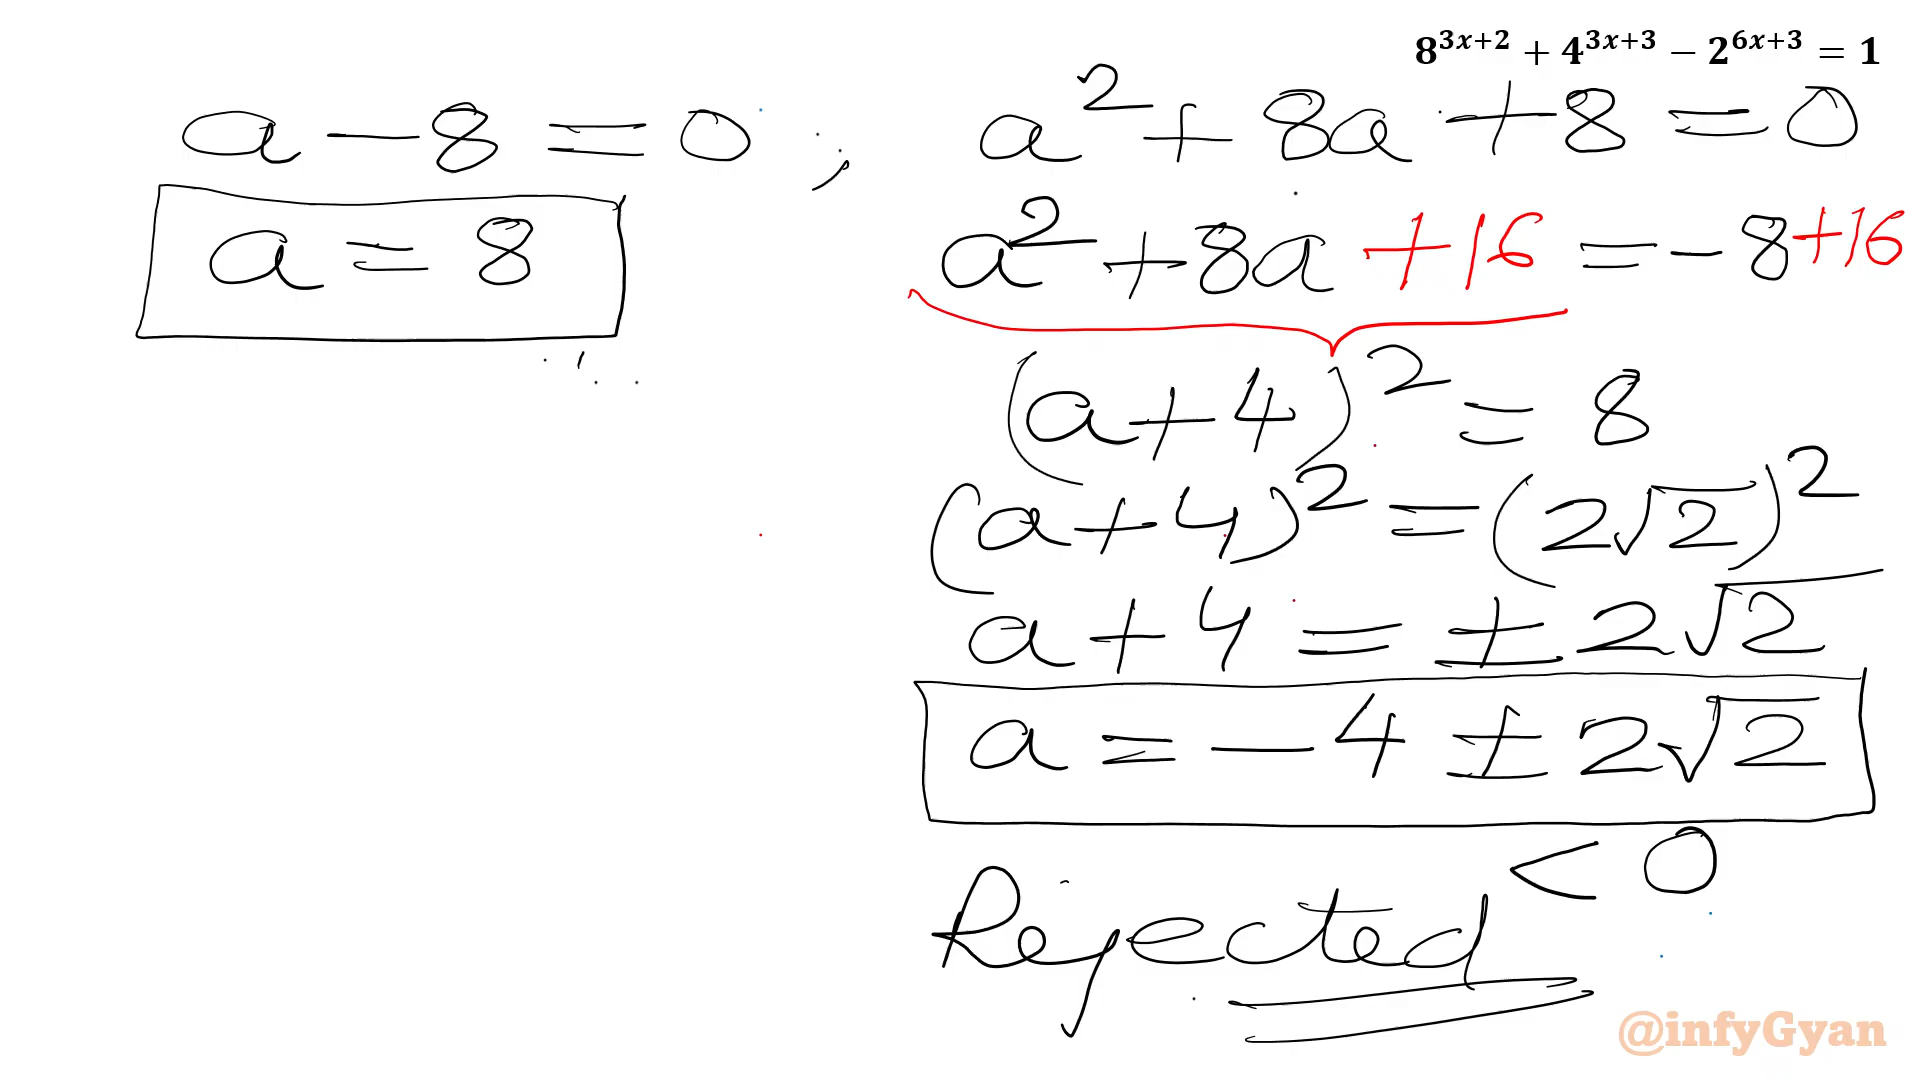 8^{3x+2} + 4^{3x+3} − 2^{6x+3} = 1
a − 8 = 0 ;
a = 8
a² + 8a + 8 = 0
a² + 8a + 16 = −8 + 16
(a + 4)² = 8
(a + 4)² = (2√2)²
a + 4 = ± 2√2
a = −4 ± 2√2
< 0
Rejected
@infyGyan